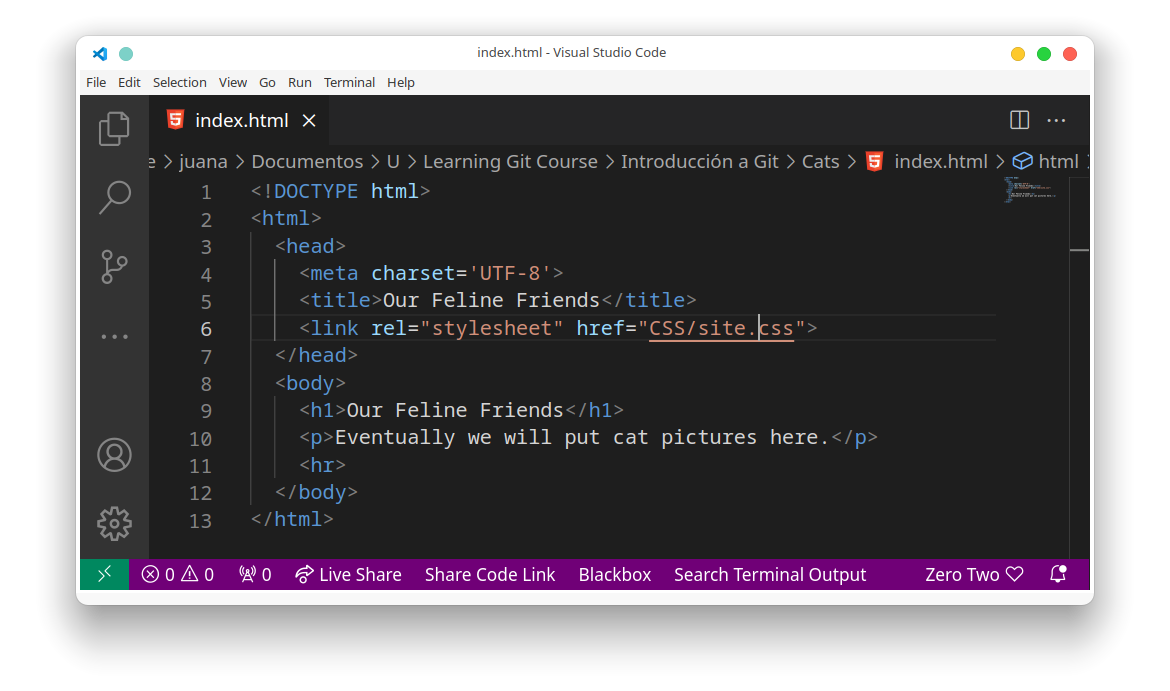 index.html - Visual Studio Code
File Edit Selection View Go Run Terminal Help
index.html
e > juana > Documentos > U > Learning Git Course > Introducción a Git > Cats > index.html > html
1 <!DOCTYPE html>
2 <html>
3 <head>
4 <meta charset='UTF-8'>
5 <title>Our Feline Friends</title>
6 <link rel="stylesheet" href="CSS/site.css">
7 </head>
8 <body>
9 <h1>Our Feline Friends</h1>
10 <p>Eventually we will put cat pictures here.</p>
11 <hr>
12 </body>
13 </html>
0 0 0 Live Share Share Code Link Blackbox Search Terminal Output Zero Two ♡